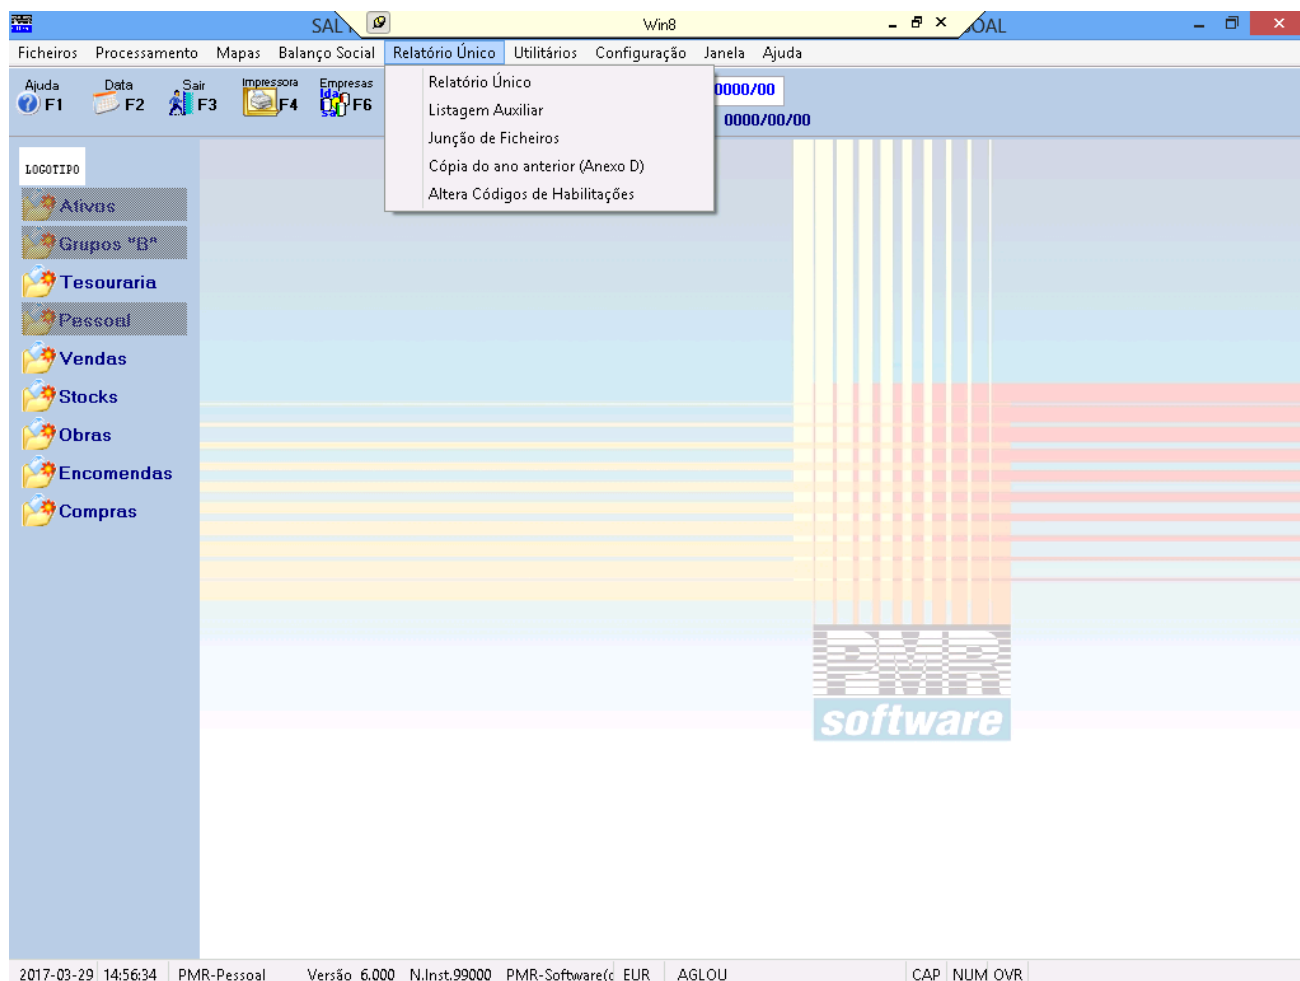 SAL
Win8
OAL
Ficheiros Processamento Mapas Balanço Social Relatório Único Utilitários Configuração Janela Ajuda
Ajuda F1
Data F2
Sair F3
Impressora F4
Empresas F6
0000/00
0000/00/00
Relatório Único
Listagem Auxiliar
Junção de Ficheiros
Cópia do ano anterior (Anexo D)
Altera Códigos de Habilitações
LOGOTIPO
Ativos
Grupos "B"
Tesouraria
Pessoal
Vendas
Stocks
Obras
Encomendas
Compras
PMR
software
2017-03-29 14:56:34 PMR-Pessoal Versão 6.000 N.Inst.99000 PMR-Software(c EUR AGLOU CAP NUM OVR